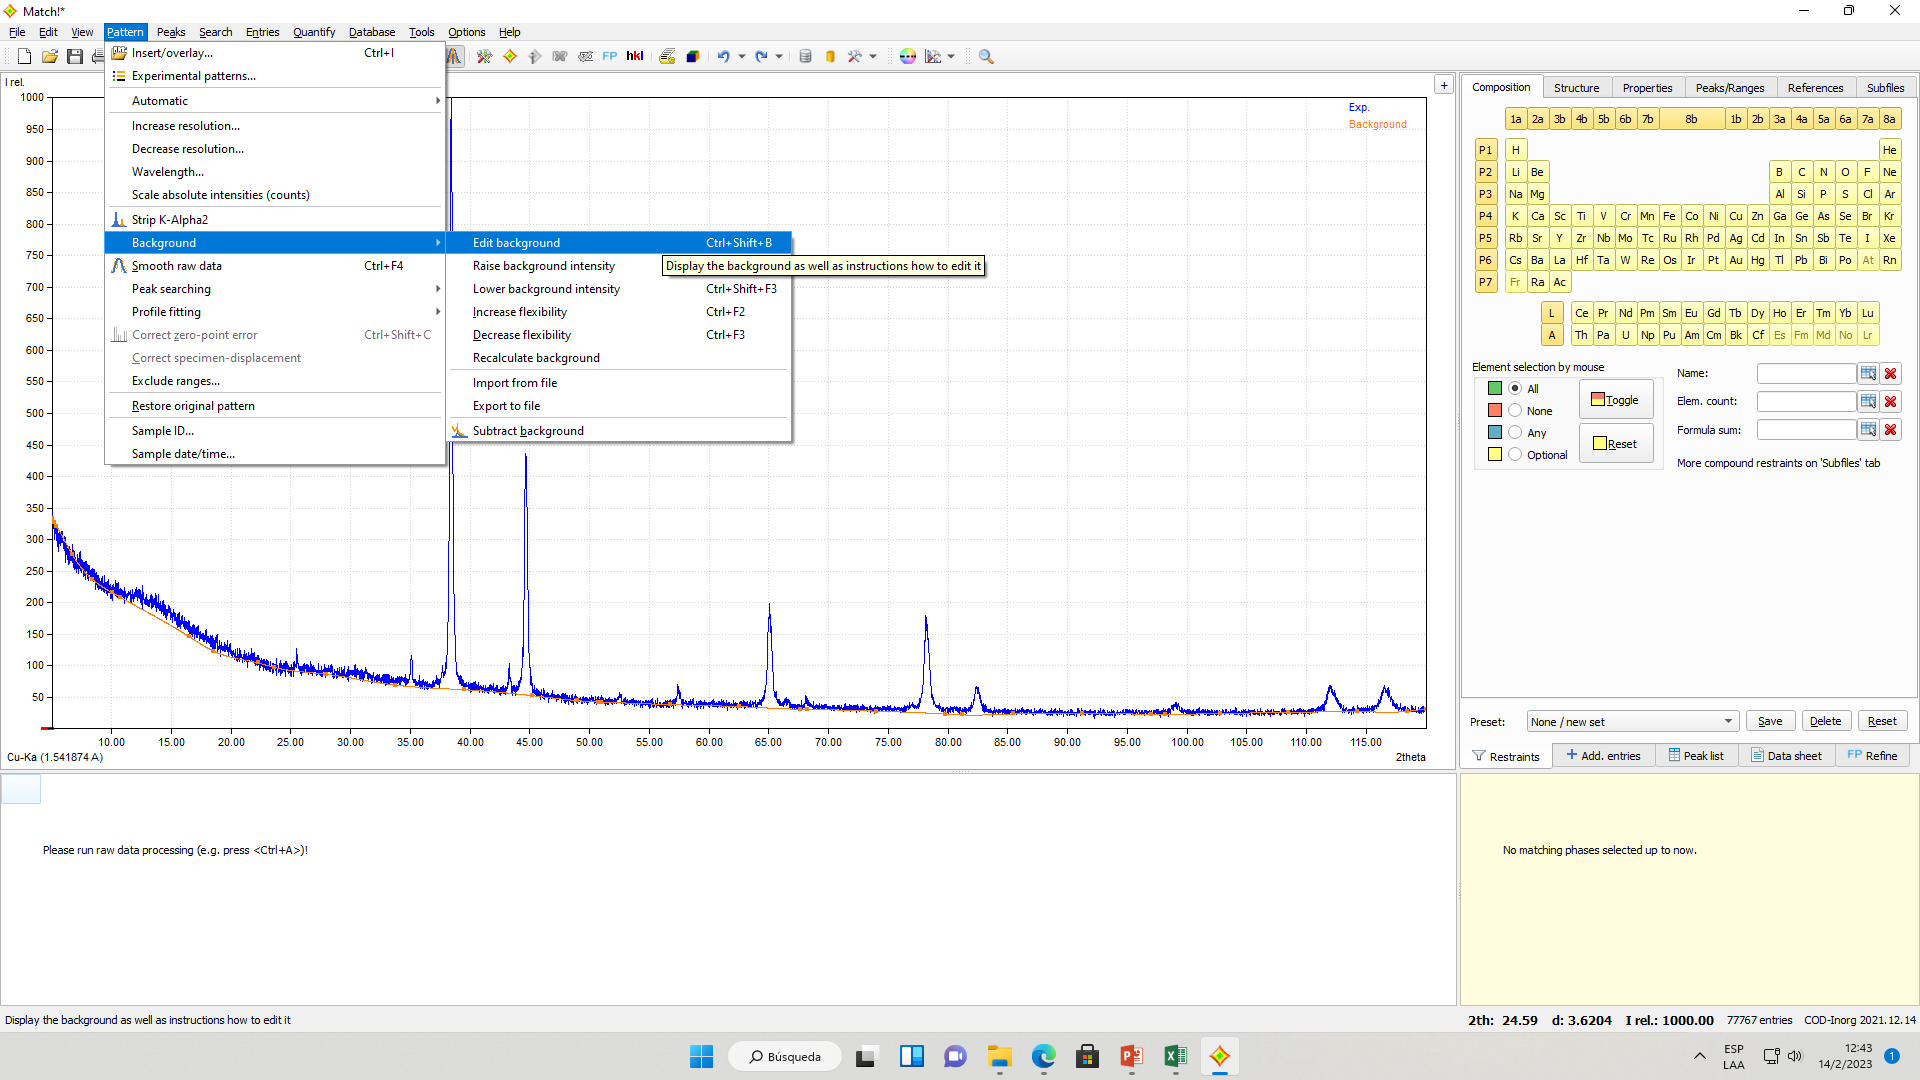 Match!*
File Edit View Pattern Peaks Search Entries Quantify Database Tools Options Help
Insert/overlay... Ctrl+I
Experimental patterns...
Automatic
Increase resolution...
Decrease resolution...
Wavelength...
Scale absolute intensities (counts)
Strip K-Alpha2
Background
Smooth raw data Ctrl+F4
Peak searching
Profile fitting
Correct zero-point error Ctrl+Shift+C
Correct specimen-displacement
Exclude ranges...
Restore original pattern
Sample ID...
Sample date/time...
Edit background Ctrl+Shift+B
Raise background intensity
Display the background as well as instructions how to edit it
Lower background intensity Ctrl+Shift+F3
Increase flexibility Ctrl+F2
Decrease flexibility Ctrl+F3
Recalculate background
Import from file
Export to file
Subtract background
FP hkl
I rel.
Exp.
Background
1000
950
900
850
800
750
700
650
600
550
500
450
400
350
300
250
200
150
100
50
10.00 15.00 20.00 25.00 30.00 35.00 40.00 45.00 50.00 55.00 60.00 65.00 70.00 75.00 80.00 85.00 90.00 95.00 100.00 105.00 110.00 115.00
Cu-Ka (1.541874 A) 2theta
+
Composition Structure Properties Peaks/Ranges References Subfiles
1a 2a 3b 4b 5b 6b 7b 8b 1b 2b 3a 4a 5a 6a 7a 8a
P1 H He
P2 Li Be B C N O F Ne
P3 Na Mg Al Si P S Cl Ar
P4 K Ca Sc Ti V Cr Mn Fe Co Ni Cu Zn Ga Ge As Se Br Kr
P5 Rb Sr Y Zr Nb Mo Tc Ru Rh Pd Ag Cd In Sn Sb Te I Xe
P6 Cs Ba La Hf Ta W Re Os Ir Pt Au Hg Tl Pb Bi Po At Rn
P7 Fr Ra Ac
L Ce Pr Nd Pm Sm Eu Gd Tb Dy Ho Er Tm Yb Lu
A Th Pa U Np Pu Am Cm Bk Cf Es Fm Md No Lr
Element selection by mouse
All
None
Any
Optional
Toggle
Reset
Name:
Elem. count:
Formula sum:
More compound restraints on 'Subfiles' tab
Preset: None / new set Save Delete Reset
Restraints Add. entries Peak list Data sheet FP Refine
Please run raw data processing (e.g. press <Ctrl+A>)!
No matching phases selected up to now.
Display the background as well as instructions how to edit it
2th: 24.59 d: 3.6204 I rel.: 1000.00 77767 entries COD-Inorg 2021.12.14
Búsqueda
ESP
LAA
12:43
14/2/2023
1